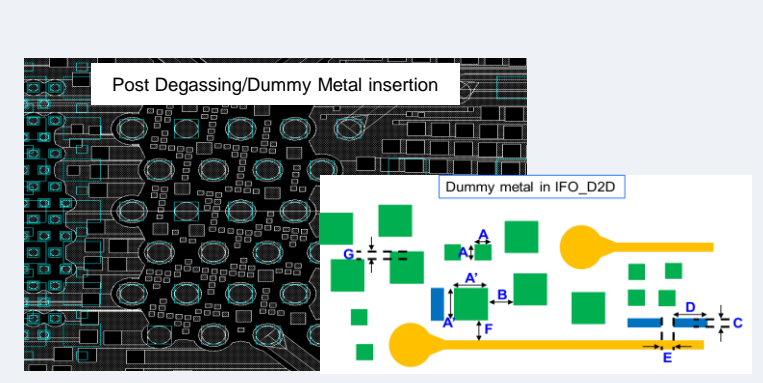 Post Degassing/Dummy Metal insertion
Dummy metal in IFO_D2D
A
G
A
A'
B
D
A'
F
C
E